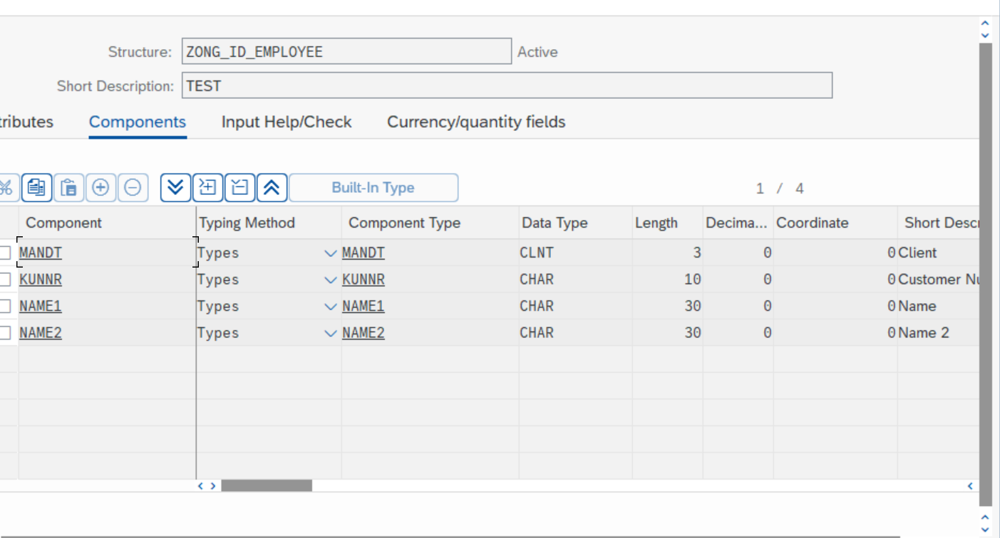 Structure: ZONG_ID_EMPLOYEE Active
Short Description: TEST
tributes Components Input Help/Check Currency/quantity fields
Built-In Type 1 / 4
Component Typing Method Component Type Data Type Length Decima... Coordinate Short Descr
MANDT Types MANDT CLNT 3 0 0 Client
KUNNR Types KUNNR CHAR 10 0 0 Customer Nu
NAME1 Types NAME1 CHAR 30 0 0 Name
NAME2 Types NAME2 CHAR 30 0 0 Name 2